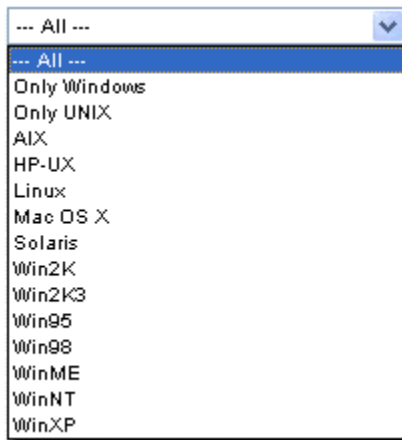 --- All ---
--- All ---
Only Windows
Only UNIX
AIX
HP-UX
Linux
Mac OS X
Solaris
Win2K
Win2K3
Win95
Win98
WinME
WinNT
WinXP